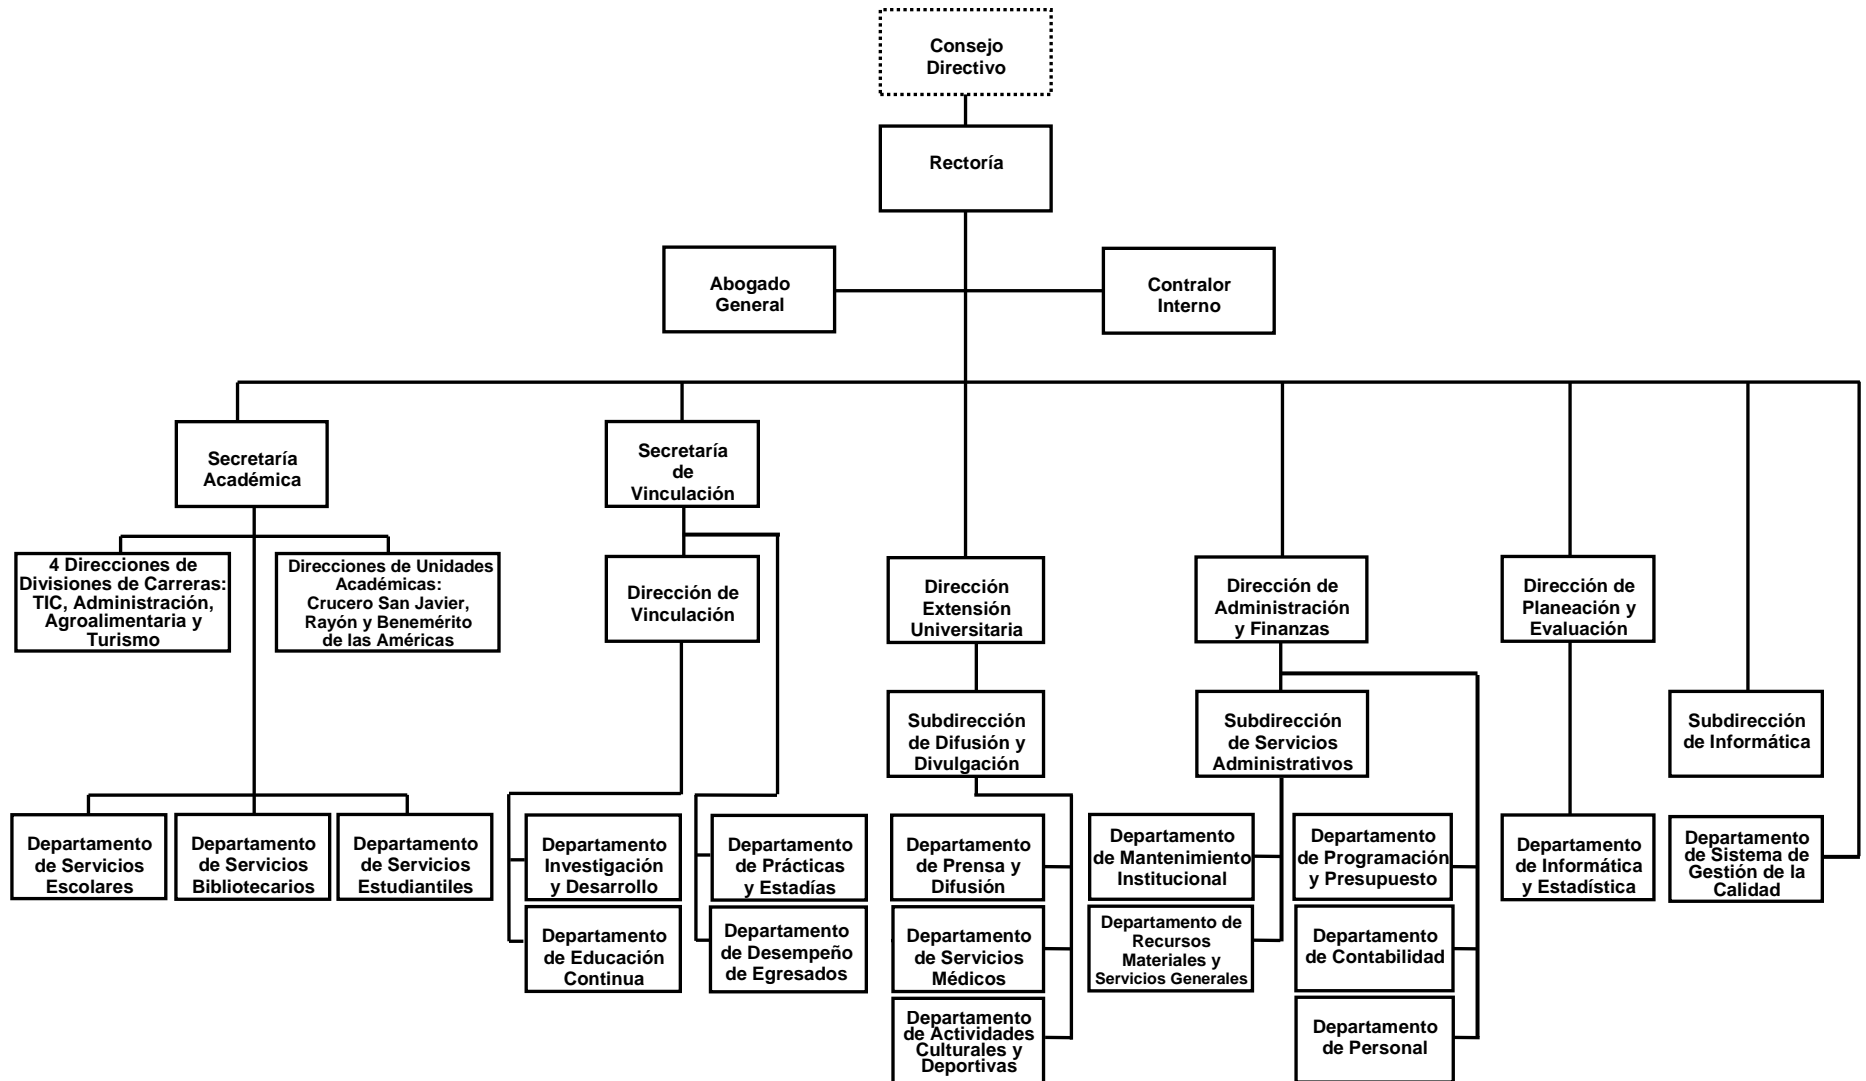 Consejo
Directivo
Rectoría
Abogado
General
Contralor
Interno
Secretaría
Académica
Secretaría
de
Vinculación
4 Direcciones de
Divisiones de Carreras:
TIC, Administración,
Agroalimentaria y
Turismo
Direcciones de Unidades
Académicas:
Crucero San Javier,
Rayón y Benemérito
de las Américas
Dirección de
Vinculación
Dirección
Extensión
Universitaria
Dirección de
Administración
y Finanzas
Dirección de
Planeación y
Evaluación
Subdirección
de Difusión y
Divulgación
Subdirección
de Servicios
Administrativos
Subdirección
de Informática
Departamento
de Servicios
Escolares
Departamento
de Servicios
Bibliotecarios
Departamento
de Servicios
Estudiantiles
Departamento
Investigación
y Desarrollo
Departamento
de Prácticas
y Estadías
Departamento
de Prensa y
Difusión
Departamento
de Mantenimiento
Institucional
Departamento
de Programación
y Presupuesto
Departamento
de Informática
y Estadística
Departamento
de Sistema de
Gestión de la
Calidad
Departamento
de Educación
Continua
Departamento
de Desempeño
de Egresados
Departamento
de Servicios
Médicos
Departamento de
Recursos
Materiales y
Servicios Generales
Departamento
de Contabilidad
Departamento
de Actividades
Culturales y
Deportivas
Departamento
de Personal